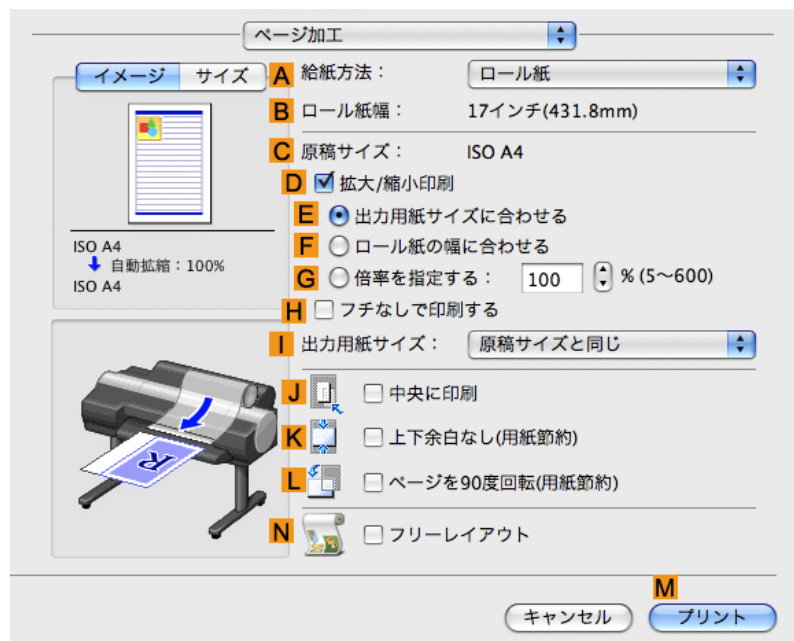 ページ加工
イメージ サイズ
A 給紙方法： ロール紙
B ロール紙幅： 17インチ(431.8mm)
C 原稿サイズ： ISO A4
D 拡大/縮小印刷
E 出力用紙サイズに合わせる
F ロール紙の幅に合わせる
G 倍率を指定する： 100 % (5～600)
ISO A4
自動拡縮：100%
ISO A4
H フチなしで印刷する
I 出力用紙サイズ： 原稿サイズと同じ
J 中央に印刷
K 上下余白なし(用紙節約)
L ページを90度回転(用紙節約)
R
N フリーレイアウト
M
キャンセル プリント